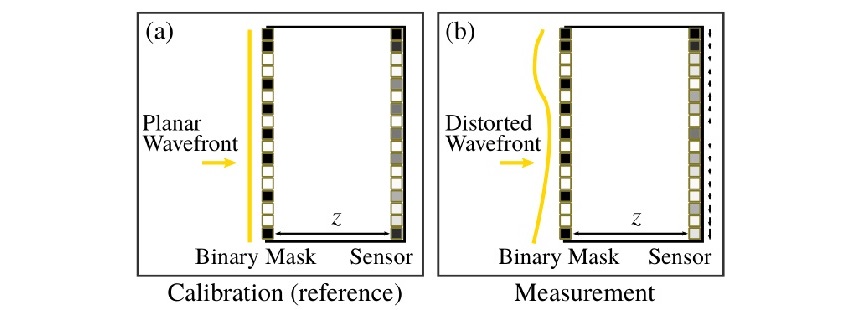 (a)
Planar
Wavefront
z
Binary Mask Sensor
Calibration (reference)
(b)
Distorted
Wavefront
z
Binary Mask Sensor
Measurement